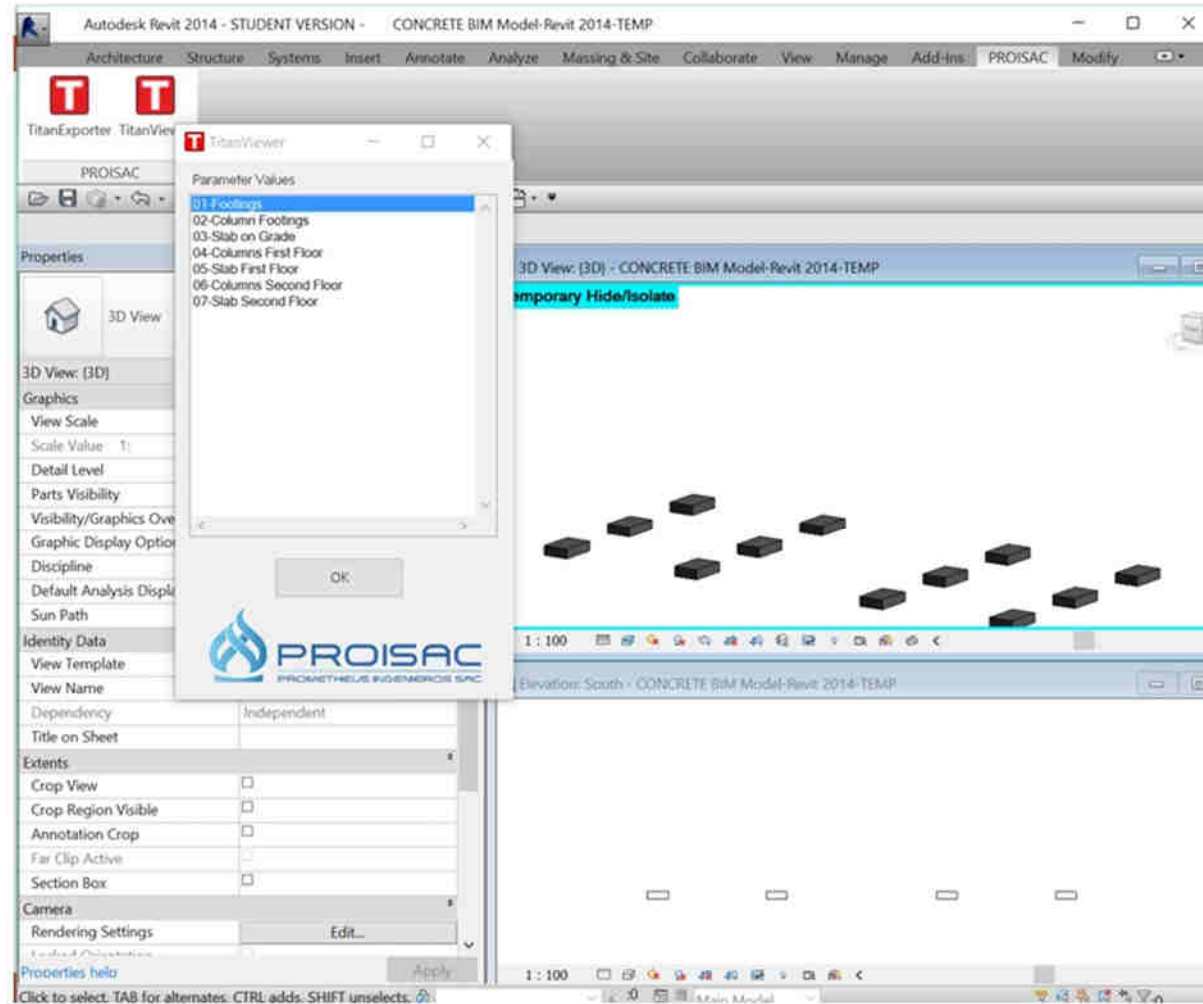 Autodesk Revit 2014 - STUDENT VERSION - CONCRETE BIM Model-Revit 2014-TEMP
Architecture Structure Systems Insert Annotate Analyze Massing & Site Collaborate View Manage Add-Ins PROISAC Modify
TitanExporter TitanView
PROISAC
TitanViewer
Parameter Values
01-Footings
02-Column Footings
03-Slab on Grade
04-Columns First Floor
05-Slab First Floor
06-Columns Second Floor
07-Slab Second Floor
OK
PROISAC
PROMETHEUS INGENIEROS SAC
Properties
3D View
3D View: {3D}
Graphics
View Scale
Scale Value 1:
Detail Level
Parts Visibility
Visibility/Graphics Ove
Graphic Display Option
Discipline
Default Analysis Displa
Sun Path
Identity Data
View Template
View Name
Dependency Independent
Title on Sheet
Extents
Crop View
Crop Region Visible
Annotation Crop
Far Clip Active
Section Box
Camera
Rendering Settings Edit...
Properties help Apply
3D View: {3D} - CONCRETE BIM Model-Revit 2014-TEMP
emporary Hide/Isolate
1 : 100
Elevation: South - CONCRETE BIM Model-Revit 2014-TEMP
1 : 100
Click to select, TAB for alternates, CTRL adds, SHIFT unselects. :0 Main Model